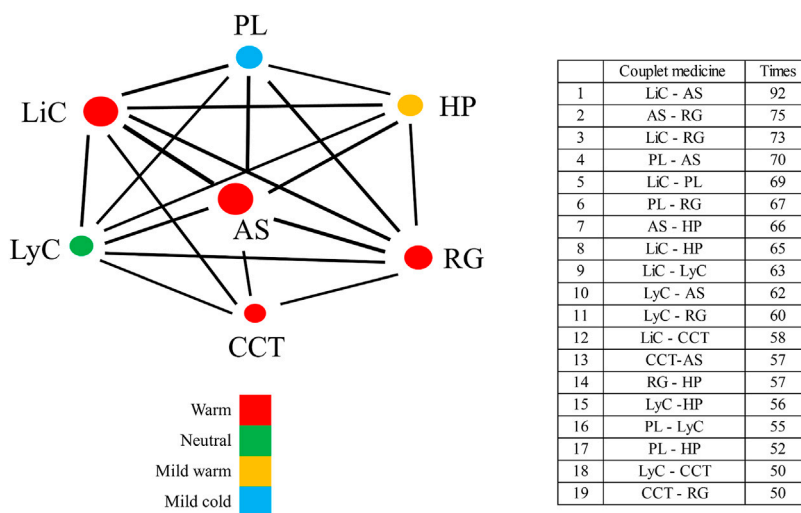 PL
HP
LiC
AS
LyC
RG
CCT
Warm
Neutral
Mild warm
Mild cold
Couplet medicine Times
1 LiC - AS 92
2 AS - RG 75
3 LiC - RG 73
4 PL - AS 70
5 LiC - PL 69
6 PL - RG 67
7 AS - HP 66
8 LiC - HP 65
9 LiC - LyC 63
10 LyC - AS 62
11 LyC - RG 60
12 LiC - CCT 58
13 CCT-AS 57
14 RG - HP 57
15 LyC -HP 56
16 PL - LyC 55
17 PL - HP 52
18 LyC - CCT 50
19 CCT - RG 50